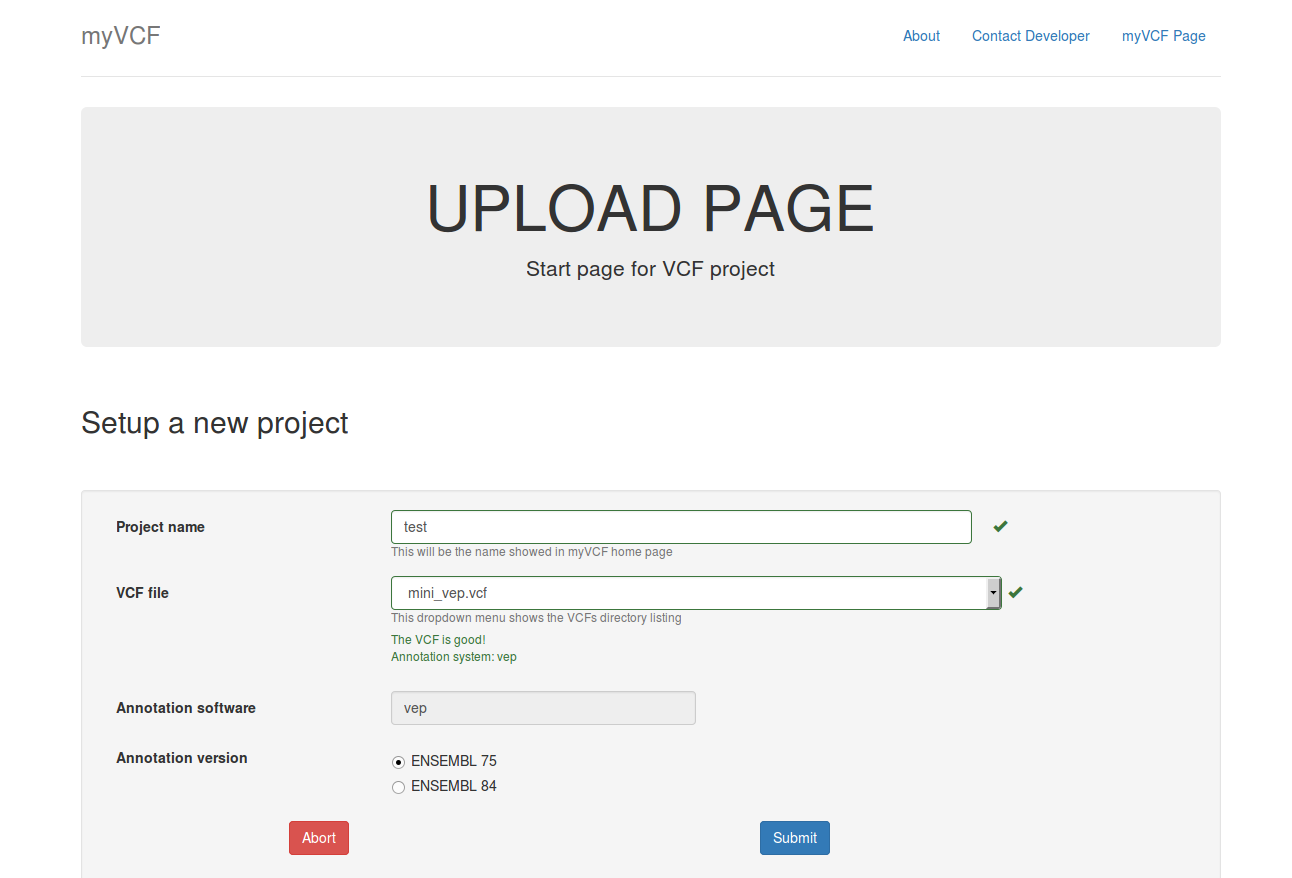 myVCF
About
Contact Developer
myVCF Page
UPLOAD PAGE
Start page for VCF project
Setup a new project
Project name
test
This will be the name showed in myVCF home page
VCF file
mini_vep.vcf
This dropdown menu shows the VCFs directory listing
The VCF is good!
Annotation system: vep
Annotation software
vep
Annotation version
ENSEMBL 75
ENSEMBL 84
Abort
Submit